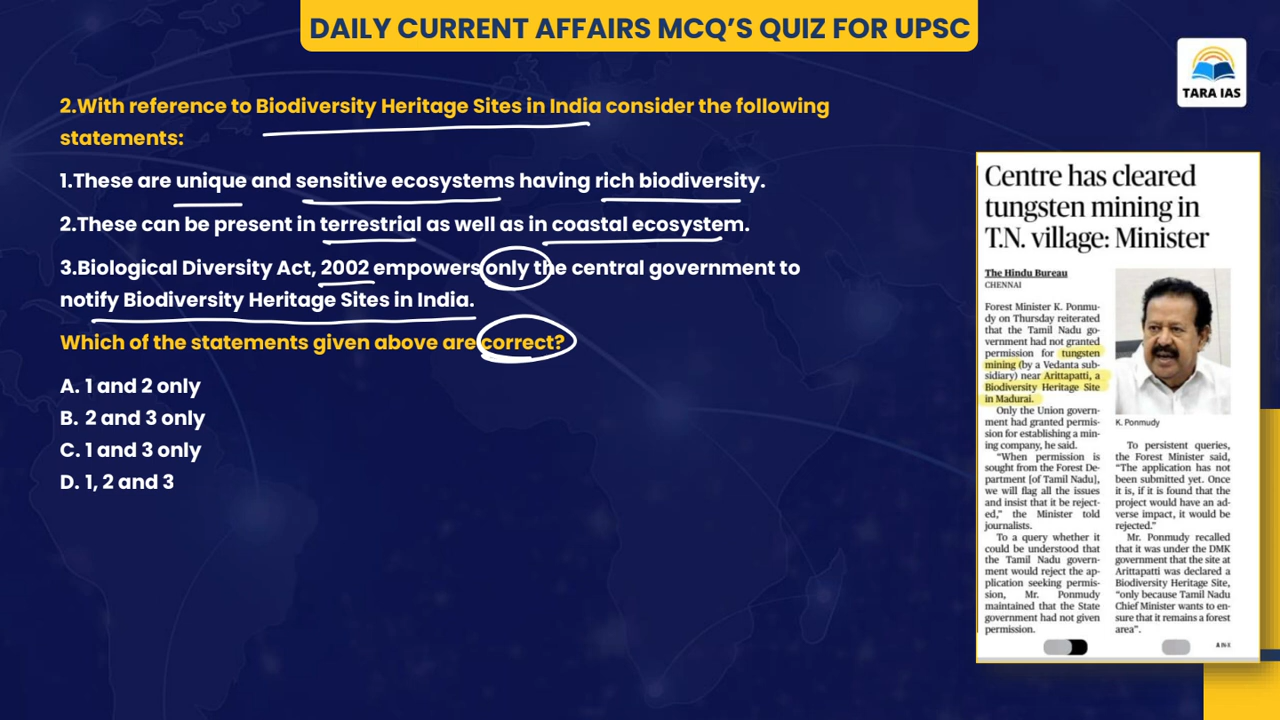 DAILY CURRENT AFFAIRS MCQ’S QUIZ FOR UPSC
TARA IAS
2.With reference to Biodiversity Heritage Sites in India consider the following
statements:
1.These are unique and sensitive ecosystems having rich biodiversity.
2.These can be present in terrestrial as well as in coastal ecosystem.
3.Biological Diversity Act, 2002 empowers only the central government to
notify Biodiversity Heritage Sites in India.
Which of the statements given above are correct?
A. 1 and 2 only
B. 2 and 3 only
C. 1 and 3 only
D. 1, 2 and 3
Centre has cleared
tungsten mining in
T.N. village: Minister
The Hindu Bureau
CHENNAI
Forest Minister K. Ponmu-
dy on Thursday reiterated
that the Tamil Nadu go-
vernment had not granted
permission for tungsten
mining (by a Vedanta sub-
sidiary) near Arittapatti, a
Biodiversity Heritage Site
in Madurai.
Only the Union govern-
ment had granted permis-
sion for establishing a min-
ing company, he said.
“When permission is
sought from the Forest De-
partment [of Tamil Nadu],
we will flag all the issues
and insist that it be reject-
ed,” the Minister told
journalists.
To a query whether it
could be understood that
the Tamil Nadu govern-
ment would reject the ap-
plication seeking permis-
sion, Mr. Ponmudy
maintained that the State
government had not given
permission.
K. Ponmudy
To persistent queries,
the Forest Minister said,
“The application has not
been submitted yet. Once
it is, if it is found that the
project would have an ad-
verse impact, it would be
rejected.”
Mr. Ponmudy recalled
that it was under the DMK
government that the site at
Arittapatti was declared a
Biodiversity Heritage Site,
“only because Tamil Nadu
Chief Minister wants to en-
sure that it remains a forest
area”.